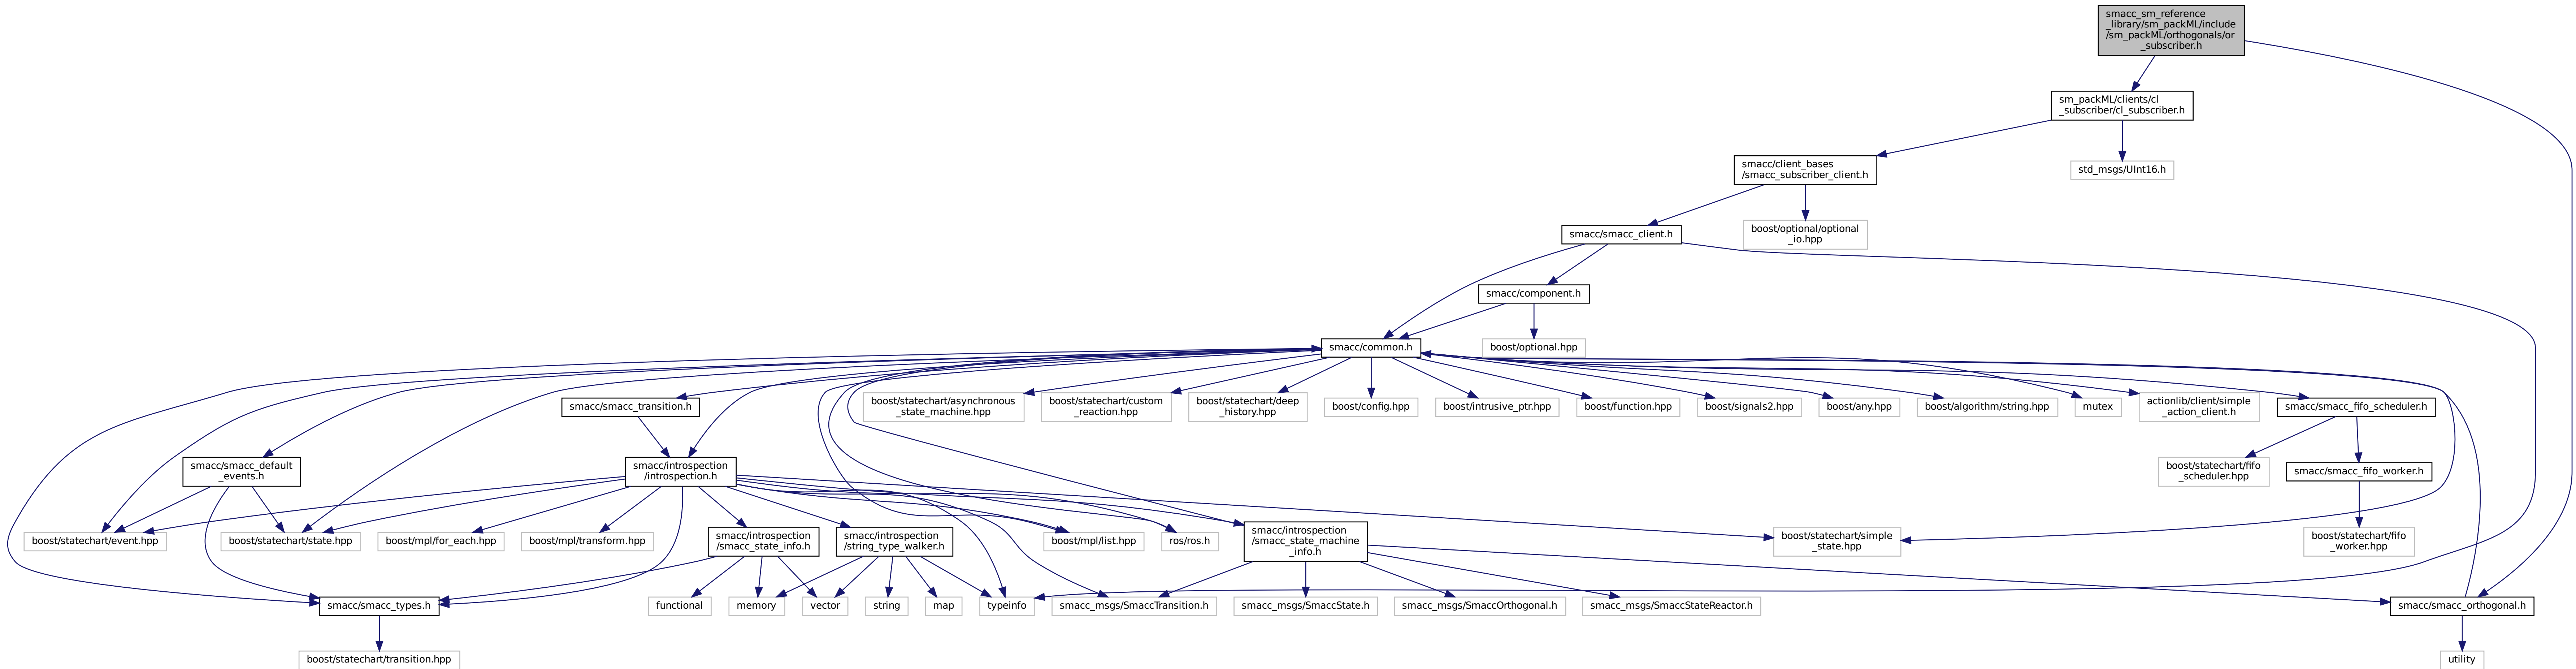 smacc_sm_reference
_library/sm_packML/include
/sm_packML/orthogonals/or
_subscriber.h
sm_packML/clients/cl
_subscriber/cl_subscriber.h
smacc/client_bases
/smacc_subscriber_client.h
std_msgs/UInt16.h
smacc/smacc_client.h
boost/optional/optional
_io.hpp
smacc/component.h
smacc/common.h
boost/optional.hpp
smacc/smacc_transition.h
boost/statechart/asynchronous
_state_machine.hpp
boost/statechart/custom
_reaction.hpp
boost/statechart/deep
_history.hpp
boost/config.hpp
boost/intrusive_ptr.hpp
boost/function.hpp
boost/signals2.hpp
boost/any.hpp
boost/algorithm/string.hpp
mutex
actionlib/client/simple
_action_client.h
smacc/smacc_fifo_scheduler.h
smacc/smacc_default
_events.h
smacc/introspection
/introspection.h
boost/statechart/fifo
_scheduler.hpp
smacc/smacc_fifo_worker.h
boost/statechart/event.hpp
boost/statechart/state.hpp
boost/mpl/for_each.hpp
boost/mpl/transform.hpp
smacc/introspection
/smacc_state_info.h
smacc/introspection
/string_type_walker.h
boost/mpl/list.hpp
ros/ros.h
smacc/introspection
/smacc_state_machine
_info.h
boost/statechart/simple
_state.hpp
boost/statechart/fifo
_worker.hpp
smacc/smacc_types.h
functional
memory
vector
string
map
typeinfo
smacc_msgs/SmaccTransition.h
smacc_msgs/SmaccState.h
smacc_msgs/SmaccOrthogonal.h
smacc_msgs/SmaccStateReactor.h
smacc/smacc_orthogonal.h
boost/statechart/transition.hpp
utility